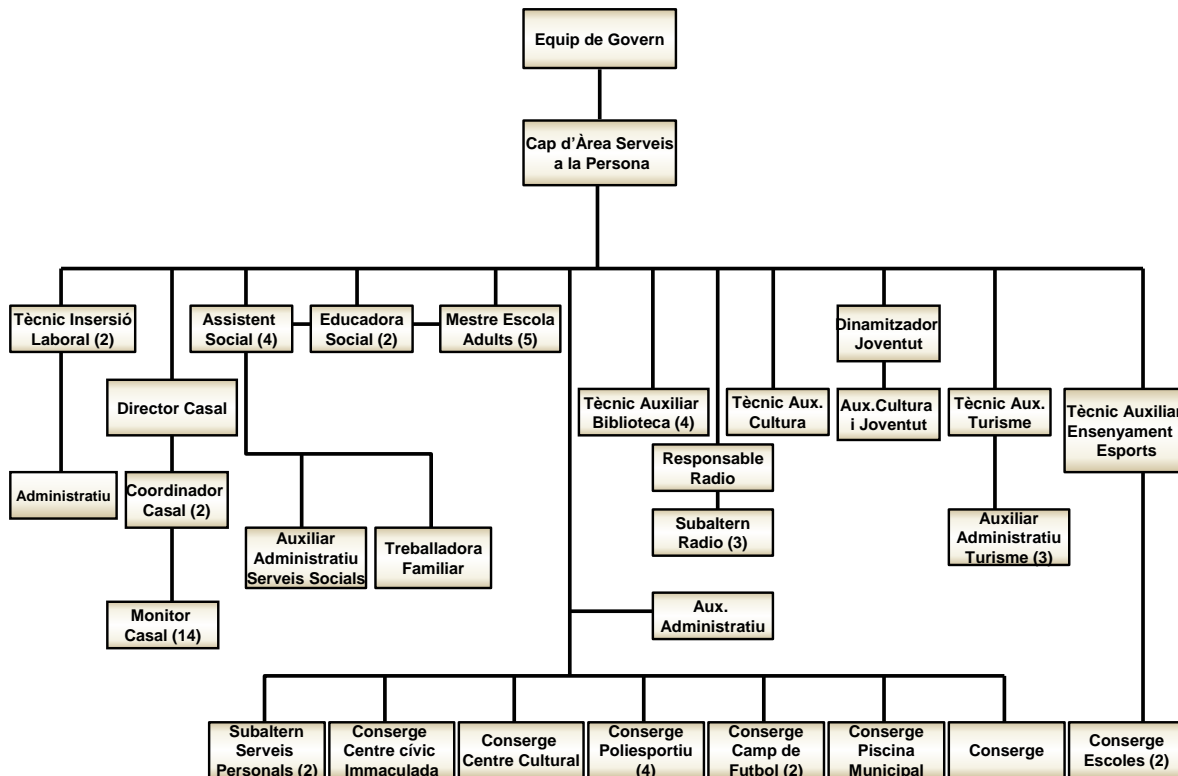 Equip de Govern
Cap d'Àrea Serveis
a la Persona
Tècnic Insersió
Laboral (2)
Assistent
Social (4)
Educadora
Social (2)
Mestre Escola
Adults (5)
Dinamitzador
Joventut
Director Casal
Tècnic Auxiliar
Biblioteca (4)
Tècnic Aux.
Cultura
Aux.Cultura
i Joventut
Tècnic Aux.
Turisme
Tècnic Auxiliar
Ensenyament
Esports
Responsable
Radio
Administratiu
Coordinador
Casal (2)
Auxiliar
Administratiu
Serveis Socials
Treballadora
Familiar
Subaltern
Radio (3)
Auxiliar
Administratiu
Turisme (3)
Monitor
Casal (14)
Aux.
Administratiu
Subaltern
Serveis
Personals (2)
Conserge
Centre cívic
Immaculada
Conserge
Centre Cultural
Conserge
Poliesportiu
(4)
Conserge
Camp de
Futbol (2)
Conserge
Piscina
Municipal
Conserge
Conserge
Escoles (2)